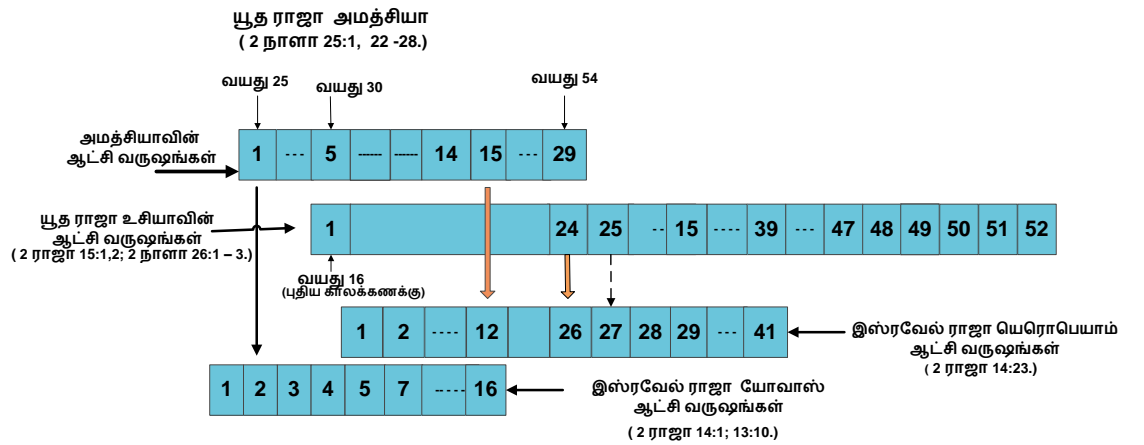 யூத ராஜா அமத்சியா
( 2 நாளா 25:1, 22 -28.)
வயது 25
வயது 30
வயது 54
அமத்சியாவின்
ஆட்சி வருஷங்கள்
1 --- 5 ------ ------ 14 15 --- 29
யூத ராஜா உசியாவின்
ஆட்சி வருஷங்கள்
( 2 ராஜா 15:1,2; 2 நாளா 26:1 – 3.)
1 24 25 -- 15 ---- 39 --- 47 48 49 50 51 52
வயது 16
(புதிய காலக்கணக்கு)
1 2 ---- 12 26 27 28 29 --- 41
இஸ்ரவேல் ராஜா யெரொபெயாம்
ஆட்சி வருஷங்கள்
( 2 ராஜா 14:23.)
1 2 3 4 5 7 ----- 16
இஸ்ரவேல் ராஜா யோவாஸ்
ஆட்சி வருஷங்கள்
( 2 ராஜா 14:1; 13:10.)